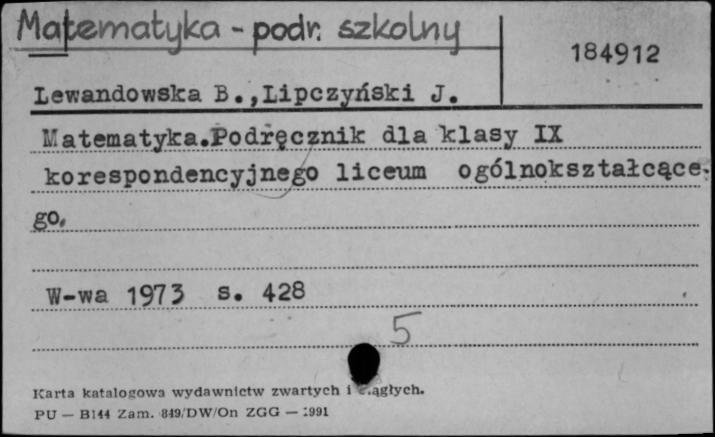 Matematyka - podr. szkolny
184912
Lewandowska B.,Lipczyński J.
Matematyka.Podręcznik dla klasy IX
korespondencyjnego liceum ogólnokształcące-
go.
W-wa 1973 s. 428
5
Karta katalogowa wydawnictw zwartych i ciągłych.
PU — B144 Zam. 849/DW/On ZGG — 1991